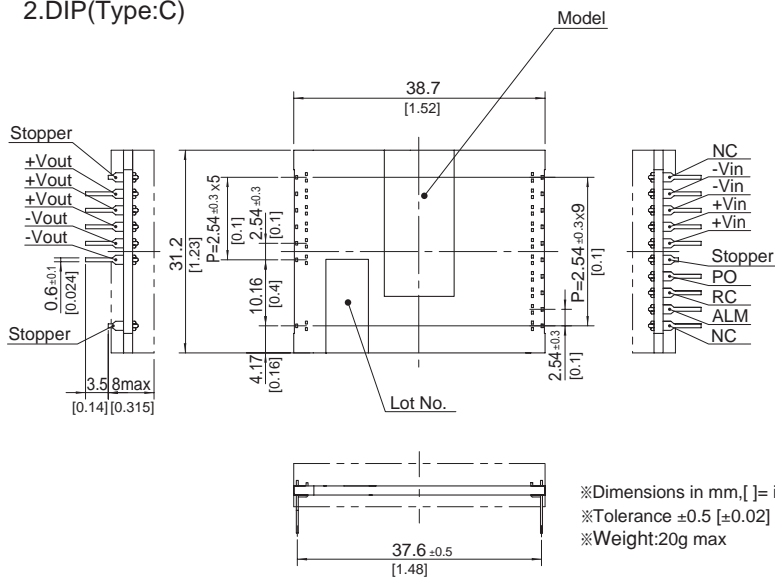 2.DIP(Type:C)
Model
38.7
[1.52]
Stopper
+Vout
+Vout
+Vout
-Vout
-Vout
Stopper
0.6±0.1
[0.024]
3.5
8max
[0.14]
[0.315]
31.2
[1.23]
P=2.54±0.3x5
[0.1]
2.54±0.3
[0.1]
10.16
[0.4]
4.17
[0.16]
Lot No.
P=2.54±0.3x9
[0.1]
2.54±0.3
[0.1]
NC
-Vin
-Vin
+Vin
+Vin
Stopper
PO
RC
ALM
NC
37.6 ±0.5
[1.48]
※Dimensions in mm,[ ]= i
※Tolerance ±0.5 [±0.02]
※Weight:20g max